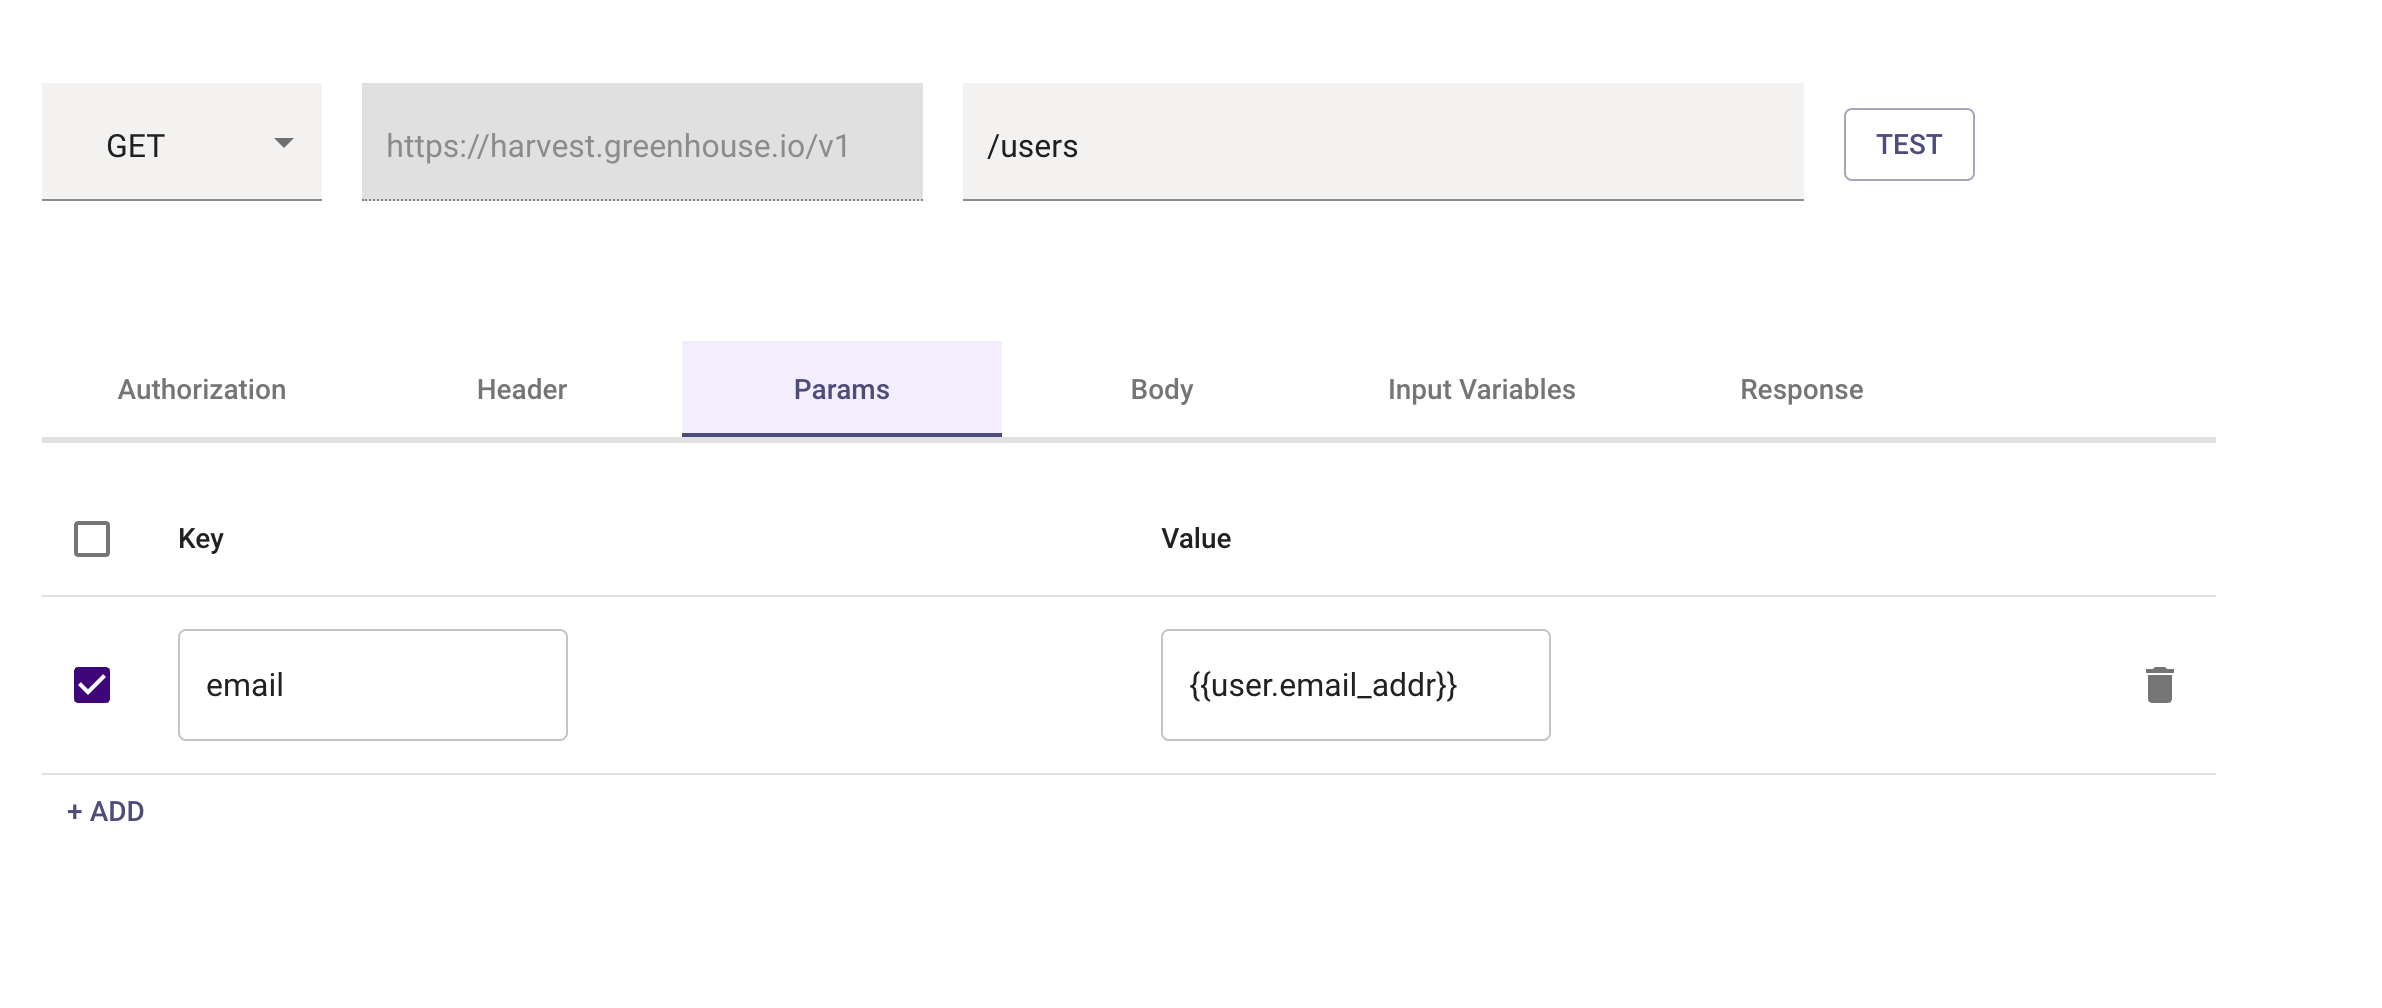 GET https://harvest.greenhouse.io/v1 /users TEST
Authorization Header Params Body Input Variables Response
Key Value
email {{user.email_addr}}
+ ADD